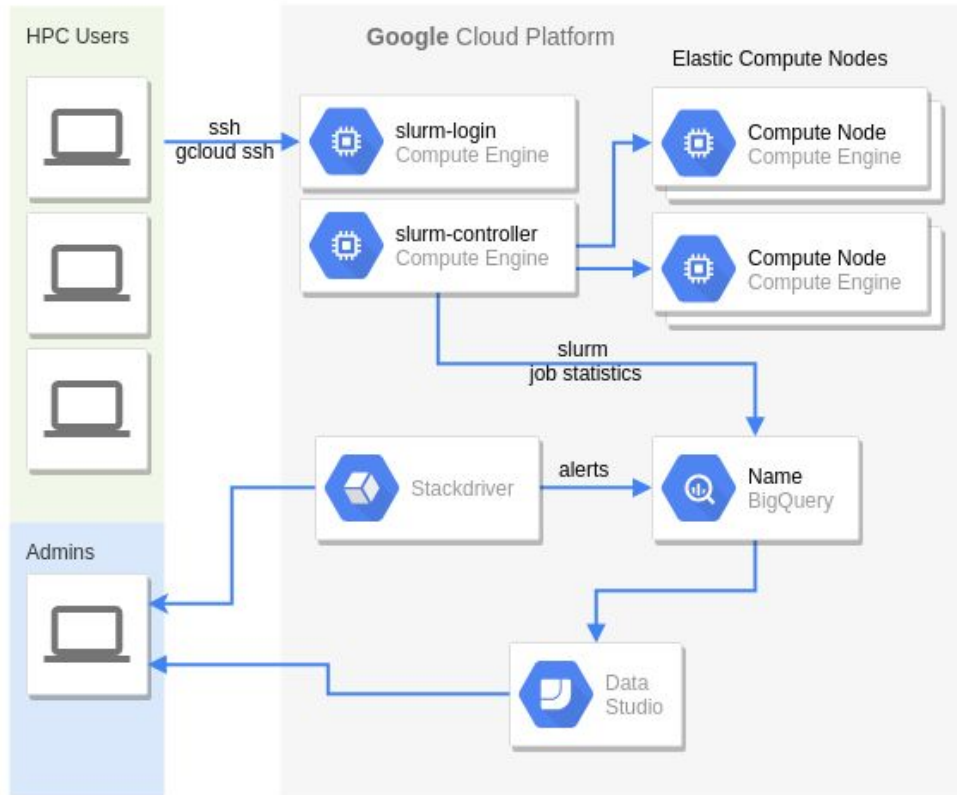 HPC Users
Google Cloud Platform
Elastic Compute Nodes
ssh
gcloud ssh
slurm-login
Compute Engine
Compute Node
Compute Engine
slurm-controller
Compute Engine
Compute Node
Compute Engine
slurm
job statistics
Stackdriver
alerts
Name
BigQuery
Admins
Data
Studio